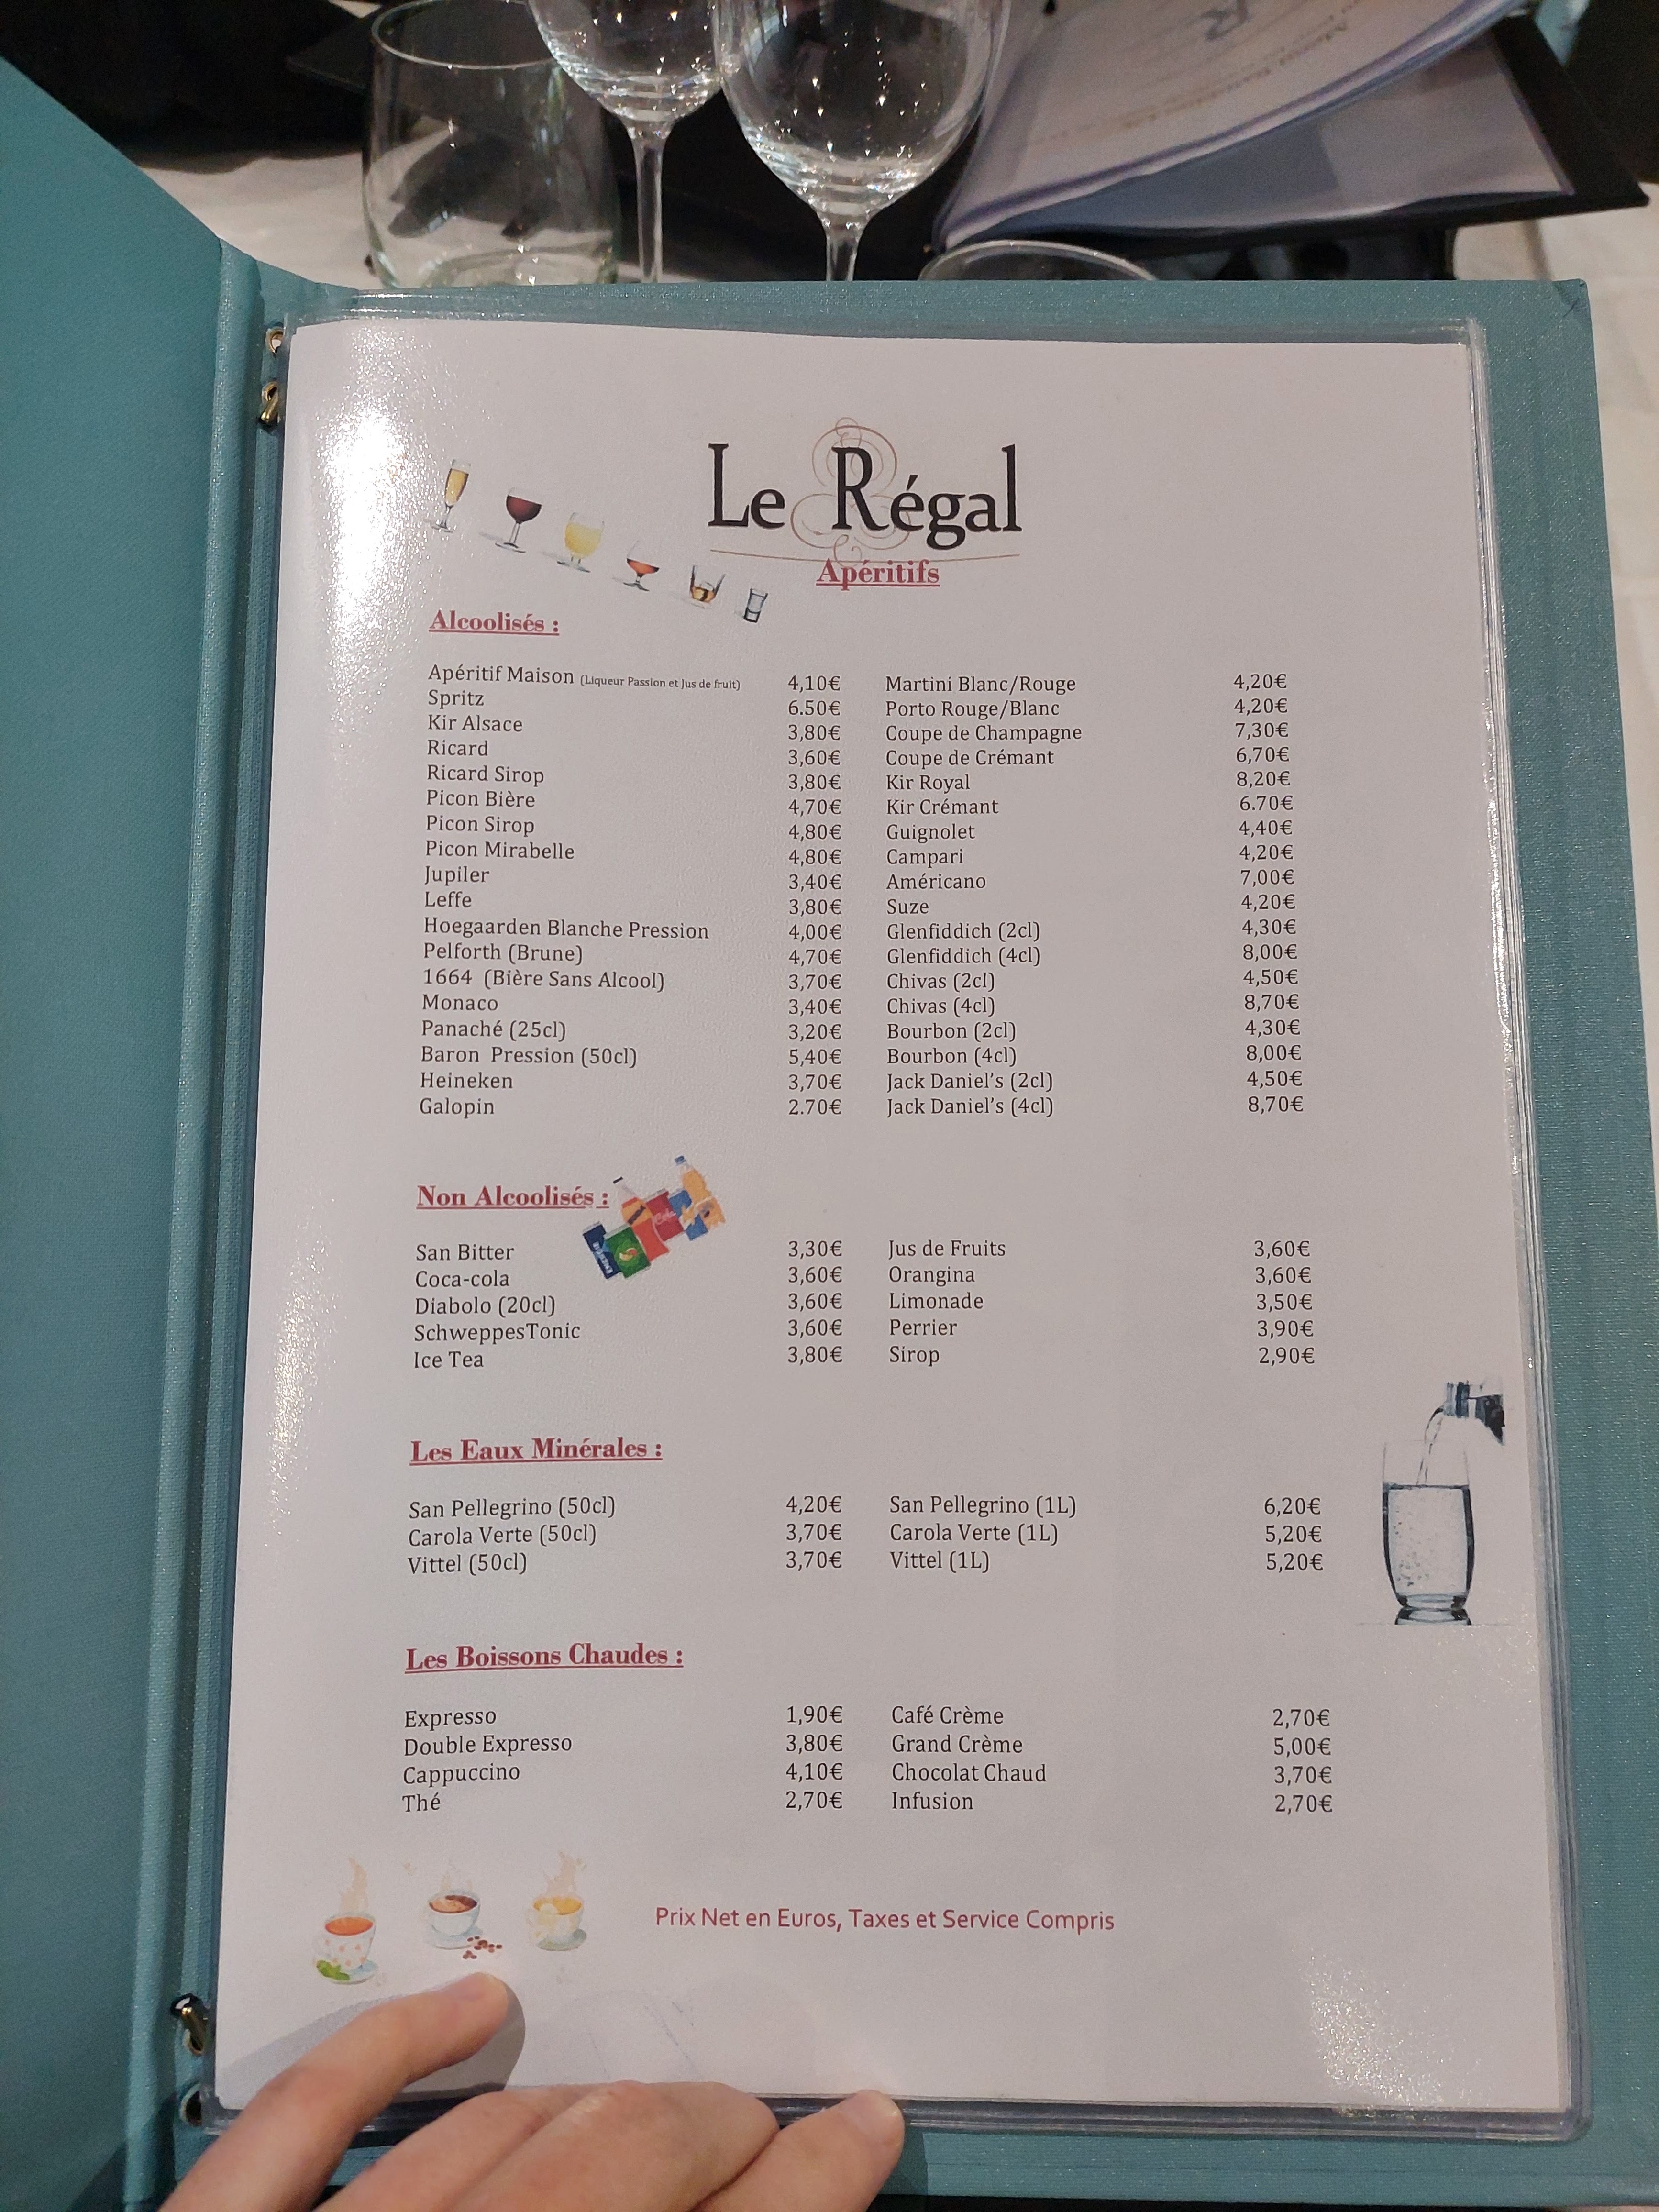 Le Régal
Apéritifs
Alcoolisés :
Apéritif Maison (Liqueur Passion et Jus de fruit) 4,10€ Martini Blanc/Rouge 4,20€
Spritz 6.50€ Porto Rouge/Blanc 4,20€
Kir Alsace 3,80€ Coupe de Champagne 7,30€
Ricard 3,60€ Coupe de Crémant 6,70€
Ricard Sirop 3,80€ Kir Royal 8,20€
Picon Bière 4,70€ Kir Crémant 6.70€
Picon Sirop 4,80€ Guignolet 4,40€
Picon Mirabelle 4,80€ Campari 4,20€
Jupiler 3,40€ Américano 7,00€
Leffe 3,80€ Suze 4,20€
Hoegaarden Blanche Pression 4,00€ Glenfiddich (2cl) 4,30€
Pelforth (Brune) 4,70€ Glenfiddich (4cl) 8,00€
1664 (Bière Sans Alcool) 3,70€ Chivas (2cl) 4,50€
Monaco 3,40€ Chivas (4cl) 8,70€
Panaché (25cl) 3,20€ Bourbon (2cl) 4,30€
Baron Pression (50cl) 5,40€ Bourbon (4cl) 8,00€
Heineken 3,70€ Jack Daniel's (2cl) 4,50€
Galopin 2.70€ Jack Daniel's (4cl) 8,70€
Non Alcoolisés :
San Bitter 3,30€ Jus de Fruits 3,60€
Coca-cola 3,60€ Orangina 3,60€
Diabolo (20cl) 3,60€ Limonade 3,50€
SchweppesTonic 3,60€ Perrier 3,90€
Ice Tea 3,80€ Sirop 2,90€
Les Eaux Minérales :
San Pellegrino (50cl) 4,20€ San Pellegrino (1L) 6,20€
Carola Verte (50cl) 3,70€ Carola Verte (1L) 5,20€
Vittel (50cl) 3,70€ Vittel (1L) 5,20€
Les Boissons Chaudes :
Expresso 1,90€ Café Crème 2,70€
Double Expresso 3,80€ Grand Crème 5,00€
Cappuccino 4,10€ Chocolat Chaud 3,70€
Thé 2,70€ Infusion 2,70€
Prix Net en Euros, Taxes et Service Compris